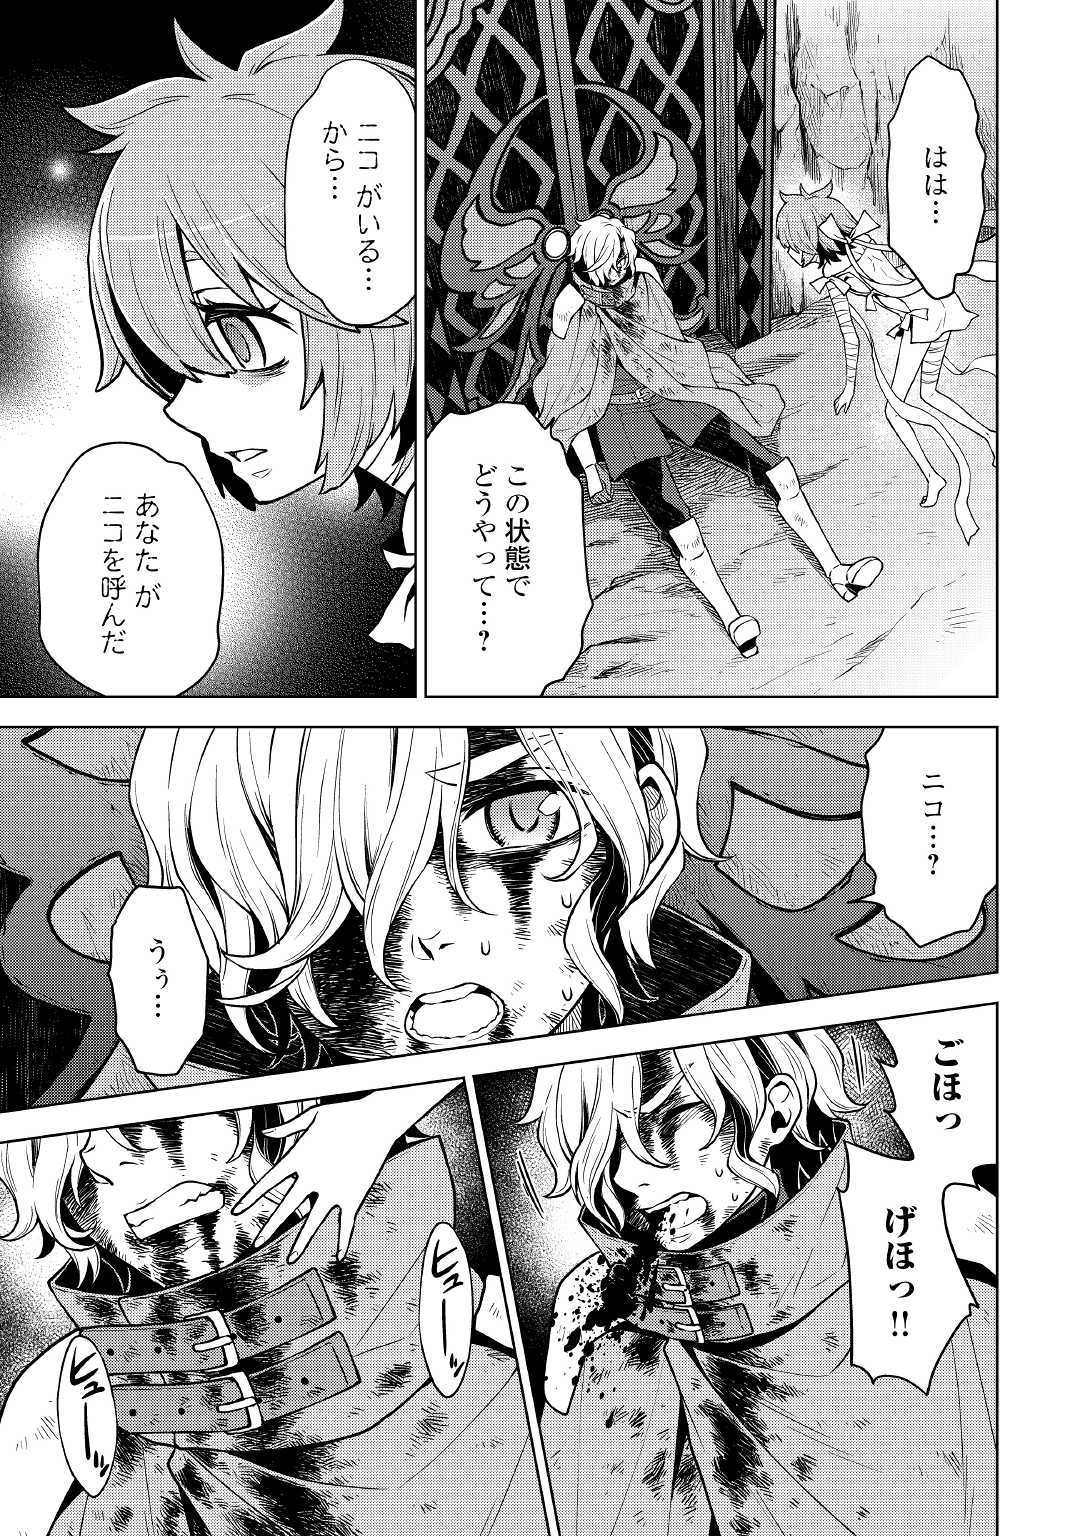 はは…
この状態で
どうやって…？
ニコがいる…
から…
あなたが
ニコを呼んだ
ニコ…？
うぅ…
ごほっ
げほっ!!
ヒューッ
ヒューッ